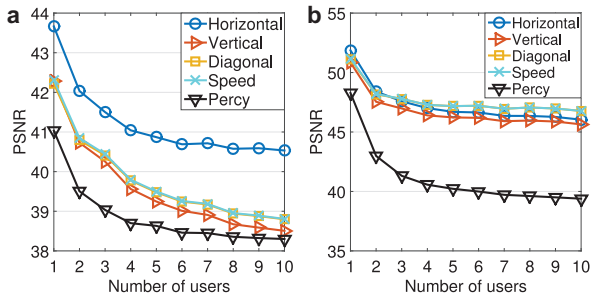 a
PSNR
44
43
42
41
40
39
38
Horizontal
Vertical
Diagonal
Speed
Percy
1 2 3 4 5 6 7 8 9 10
Number of users
b
PSNR
55
50
45
40
35
Horizontal
Vertical
Diagonal
Speed
Percy
1 2 3 4 5 6 7 8 9 10
Number of users